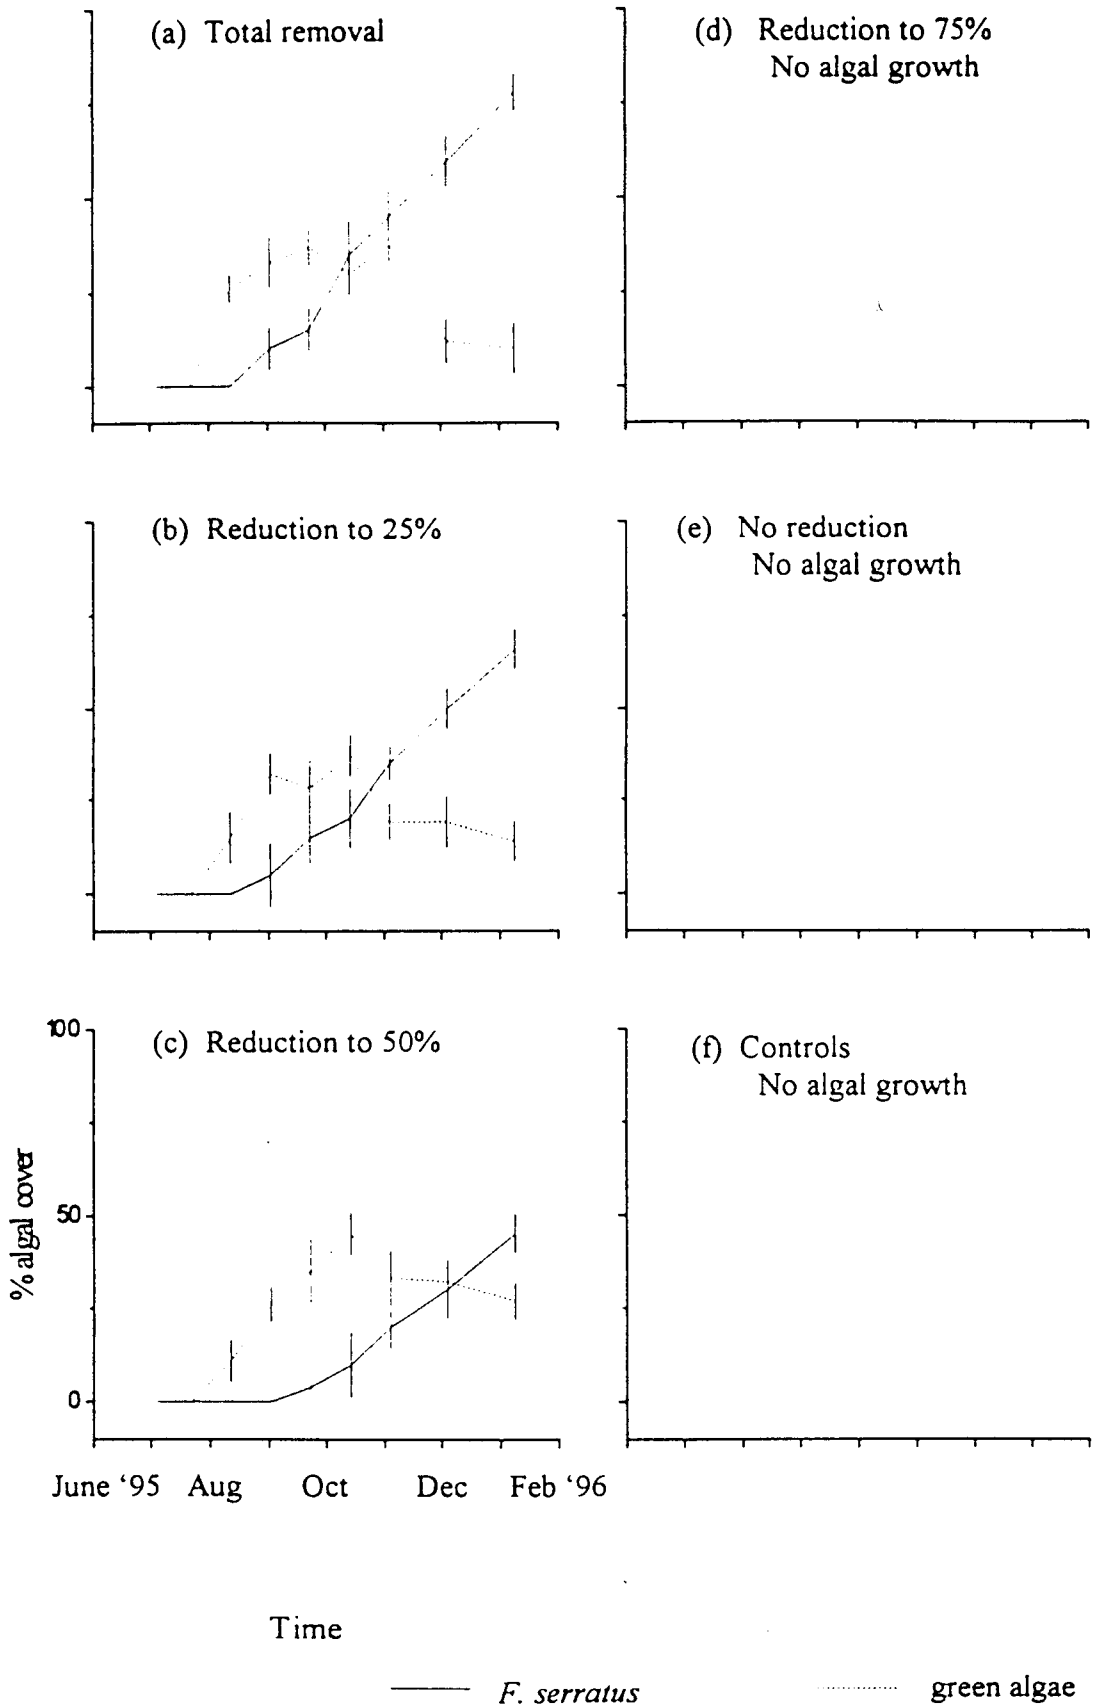 (a) Total removal
(d) Reduction to 75%
No algal growth
(b) Reduction to 25%
(e) No reduction
No algal growth
100
(c) Reduction to 50%
(f) Controls
No algal growth
% algal cover
50
0
June '95 Aug Oct Dec Feb '96
Time
F. serratus
green algae